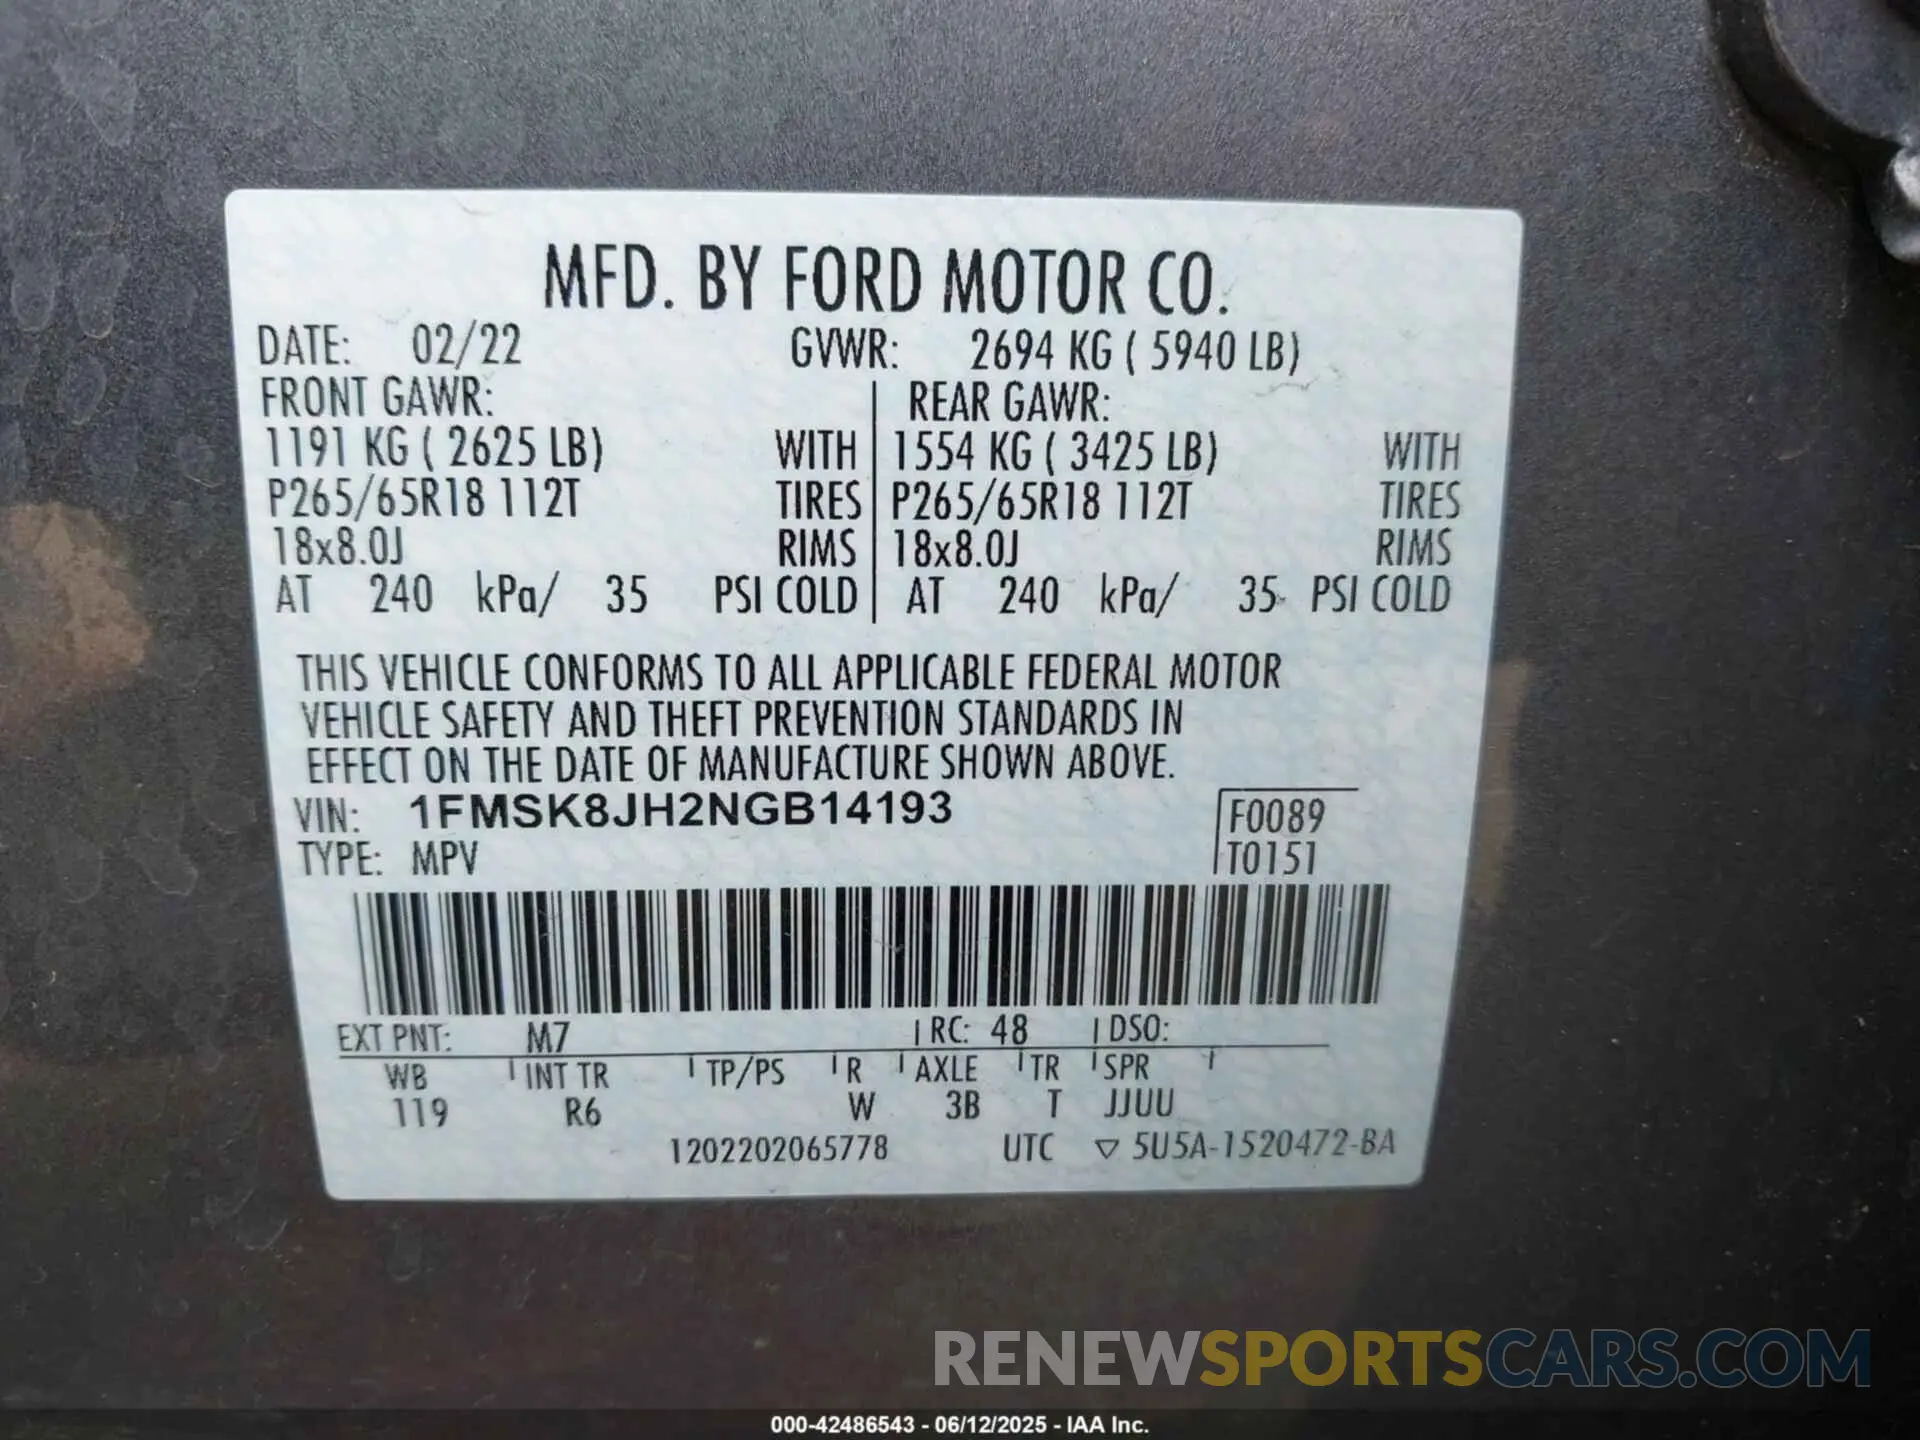 MFD. BY FORD MOTOR CO.
DATE: 02/22 GVWR: 2694 KG ( 5940 LB)
FRONT GAWR: REAR GAWR:
1191 KG ( 2625 LB) WITH 1554 KG ( 3425 LB) WITH
P265/65R18 112T TIRES P265/65R18 112T TIRES
18x8.0J RIMS 18x8.0J RIMS
AT 240 kPa/ 35 PSI COLD AT 240 kPa/ 35 PSI COLD
THIS VEHICLE CONFORMS TO ALL APPLICABLE FEDERAL MOTOR
VEHICLE SAFETY AND THEFT PREVENTION STANDARDS IN
EFFECT ON THE DATE OF MANUFACTURE SHOWN ABOVE.
VIN: 1FMSK8JH2NGB14193 F0089
TYPE: MPV T0151
EXT PNT: M7 RC: 48 DSO:
WB INT TR TP/PS R AXLE TR SPR
119 R6 W 3B T JJUU
1202202065778 UTC ▽ 5U5A-1520472-BA
RENEWSPORTSCARS.COM
000-42486543 - 06/12/2025 - IAA Inc.